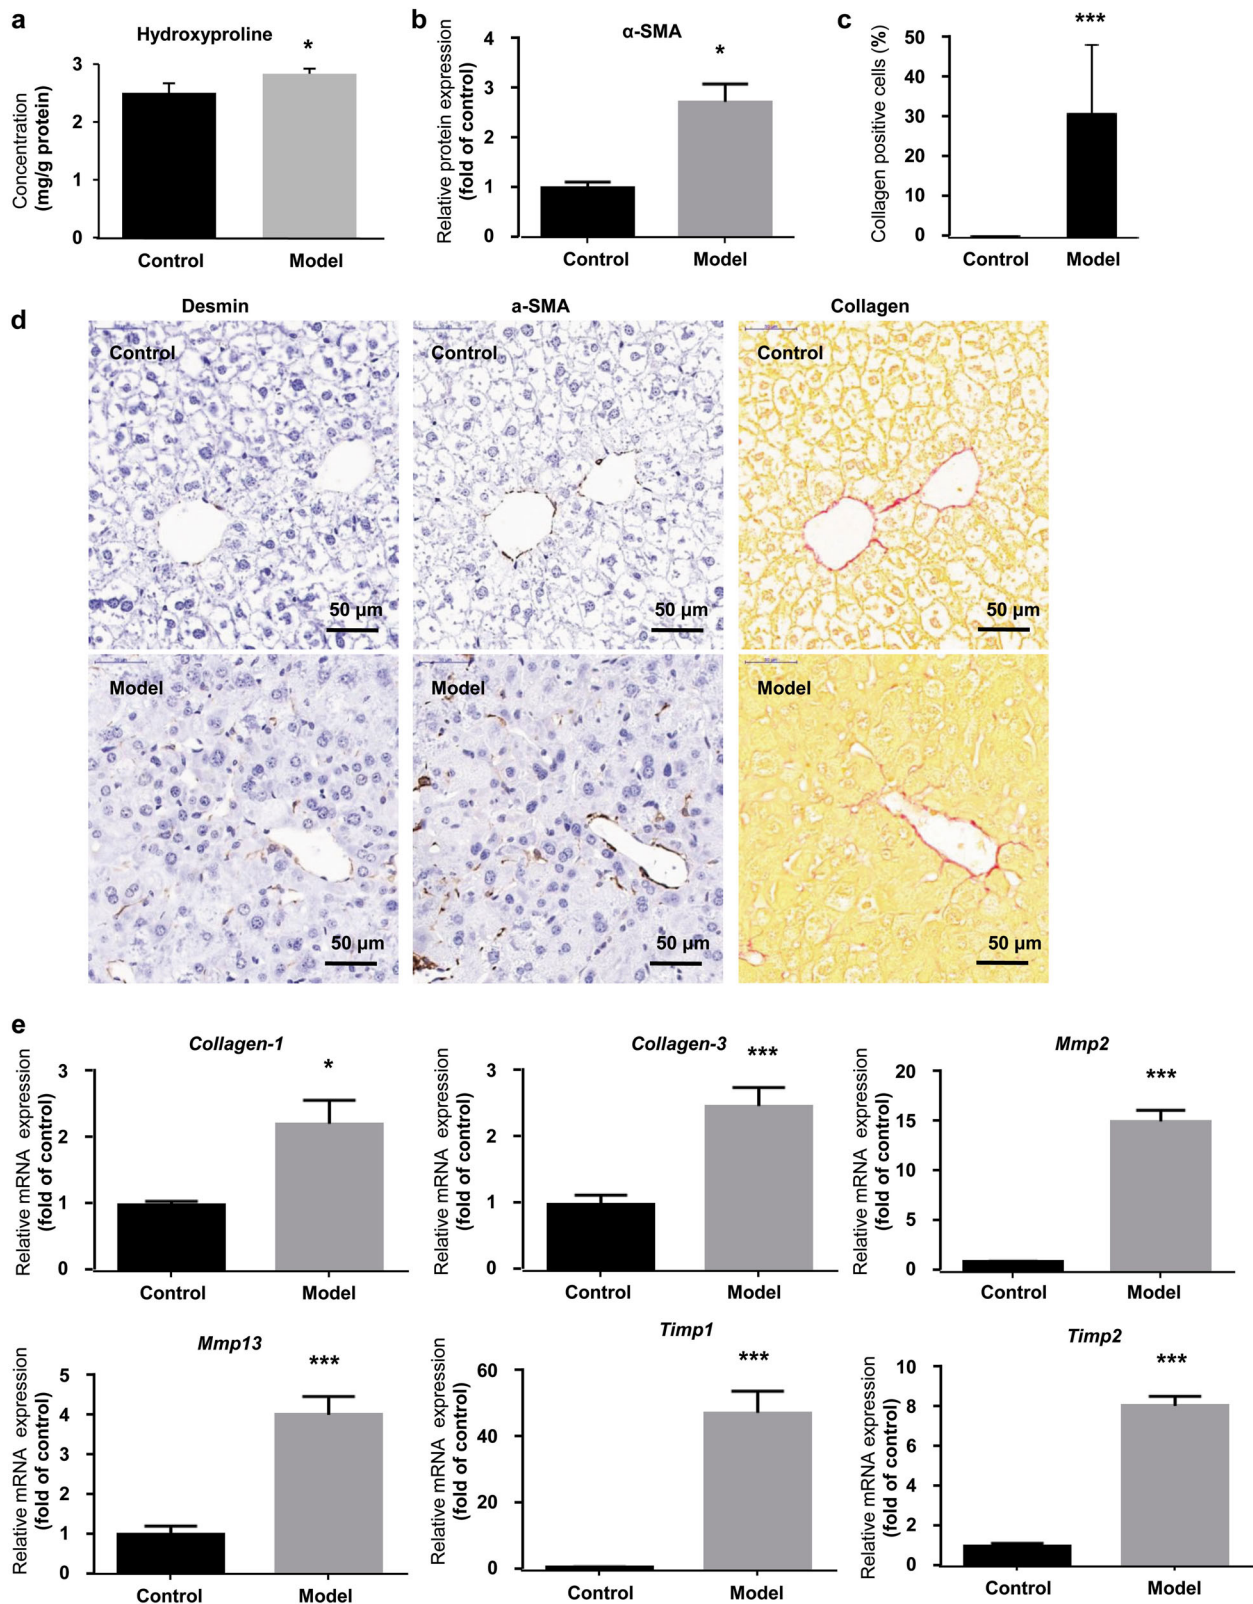 a
Hydroxyproline
*
Concentration
(mg/g protein)
3
2
1
0
Control
Model
b
α-SMA
*
Relative protein expression
(fold of control)
4
3
2
1
0
Control
Model
c
***
Collagen positive cells (%)
50
40
30
40
10
0
Control
Model
d
Desmin
a-SMA
Collagen
Control
50 µm
Control
50 µm
Control
50 µm
Model
50 µm
Model
50 µm
Model
50 µm
e
Collagen-1
*
Relative mRNA expression
(fold of control)
3
2
1
0
Control
Model
Collagen-3
***
Relative mRNA expression
(fold of control)
3
2
1
0
Control
Model
Mmp2
***
Relative mRNA expression
(fold of control)
20
15
10
5
0
Control
Model
Mmp13
***
Relative mRNA expression
(fold of control)
5
4
3
2
1
0
Control
Model
Timp1
***
Relative mRNA expression
(fold of control)
60
40
20
0
Control
Model
Timp2
***
Relative mRNA expression
(fold of control)
10
8
6
4
2
0
Control
Model